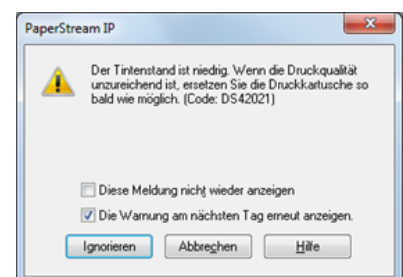 PaperStream IP
Der Tintenstand ist niedrig. Wenn die Druckqualität
unzureichend ist, ersetzen Sie die Druckkartusche so
bald wie möglich. (Code: DS42021)
Diese Meldung nicht wieder anzeigen
Die Warnung am nächsten Tag erneut anzeigen.
Ignorieren Abbrechen Hilfe